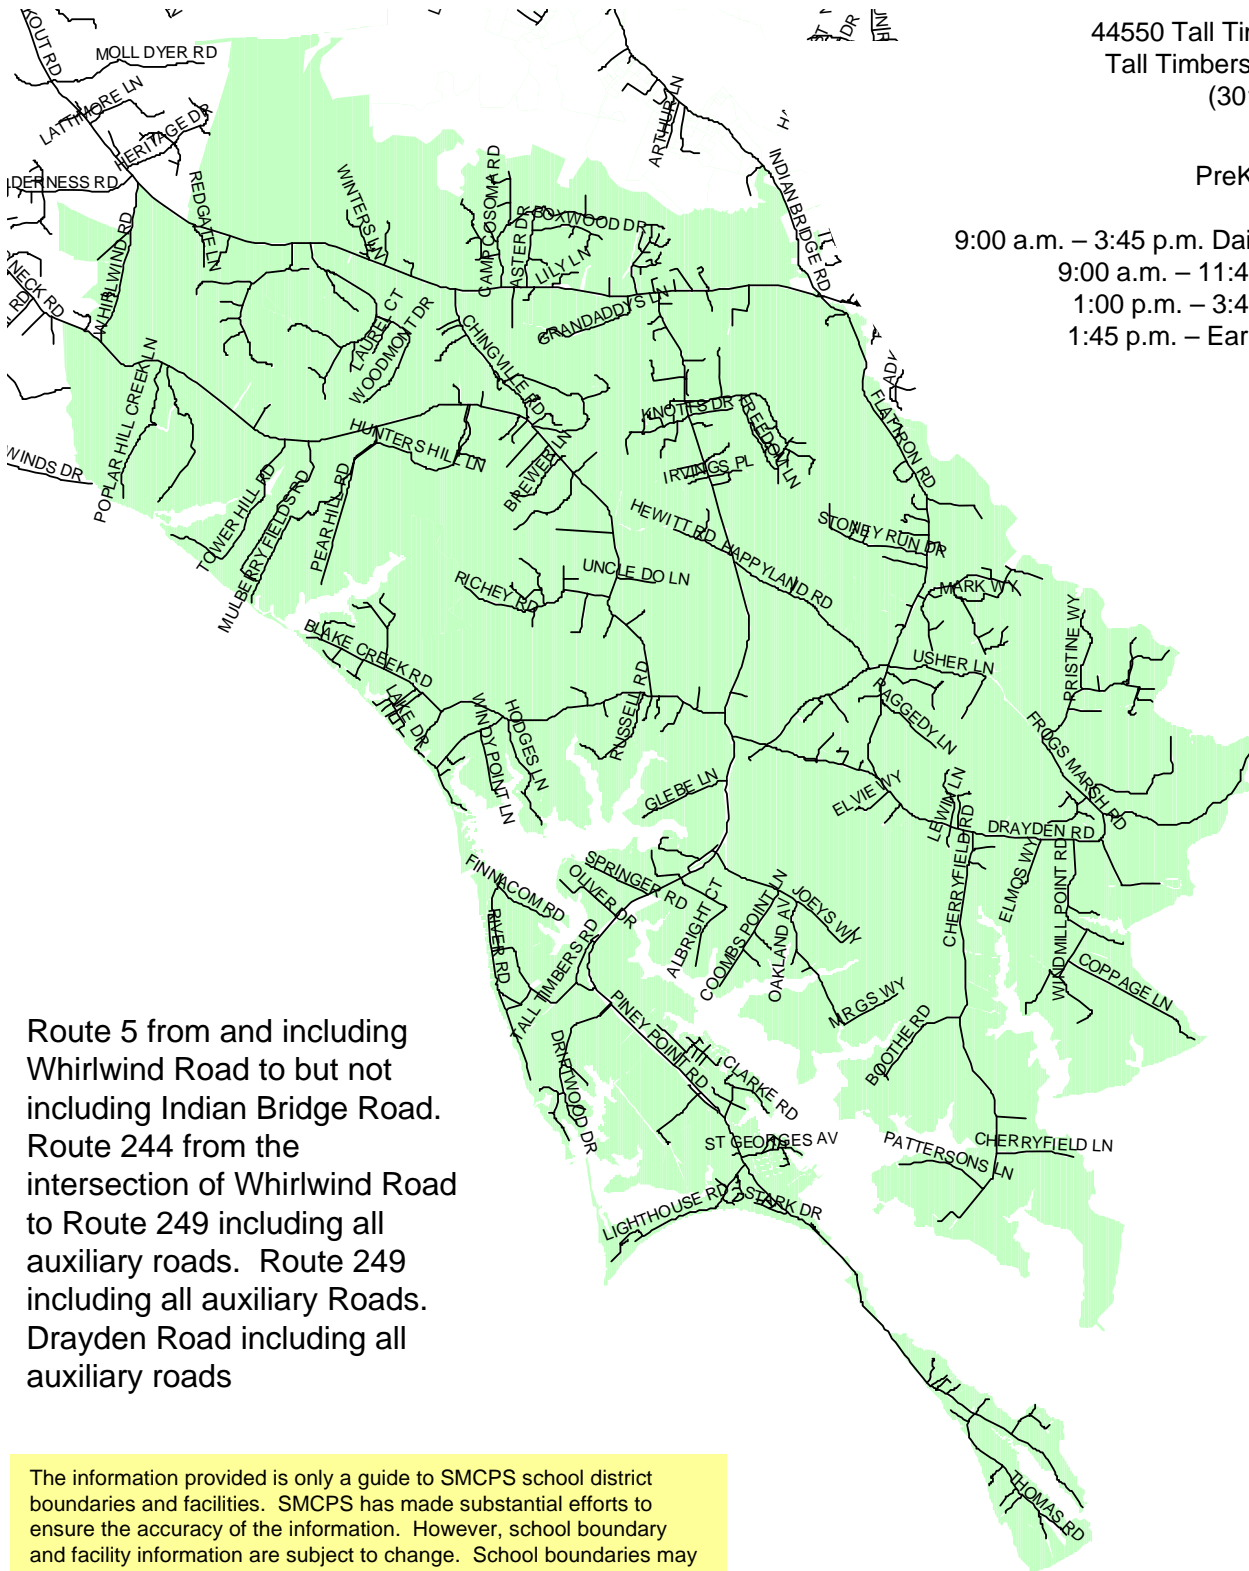 44550 Tall Ti
Tall Timbers
(30
PreK
9:00 a.m. – 3:45 p.m. Dai
9:00 a.m. – 11:4
1:00 p.m. – 3:4
1:45 p.m. – Ear
KOUT RD
MOLL DYER RD
LATTIMORE LN
HERITAGE DR
LDERNESS RD
REDGATE LN
WINTERS LN
CAMP COSOMA RD
ASTER DR
BOXWOOD DR
LILY LN
ARTHUR LN
INDIAN BRIDGE RD
NECK RD
RD
WHIRLWIND RD
LAUREL CT
WOODMONT DR
CHINGVILLE RD
GRANDADDYS LN
POPLAR HILL CREEK LN
WINDS DR
HUNTERS HILL LN
BREWER LN
KNOTTS DR
FREEDOM LN
IRVINGS PL
FLATIRON RD
TOWER HILL RD
MULBERRY FIELDS RD
PEAR HILL RD
HEWITT RD
HAPPYLAND RD
STONEY RUN DR
UNCLE DO LN
RICHEY RD
MARK WY
BLAKE CREEK RD
LAKE DR
WINDY POINT LN
HODGES LN
RUSSELL RD
USHER LN
RAGGEDY LN
PRISTINE WY
FROGS MARSH RD
GLEBE LN
ELVIE WY
LEWIN LN
DRAYDEN RD
CHERRYFIELD RD
ELMOS WY
WINDMILL POINT RD
COPPAGE LN
FINNACOM RD
SPRINGER RD
OLIVER DR
RIVER RD
TALL TIMBERS RD
ALBRIGHT CT
COOMBS POINT LN
OAKLAND AV
JOEYS WY
MRGS WY
BOOTHE RD
PINEY POINT RD
DRIFTWOOD DR
CLARKE RD
ST GEORGES AV
PATTERSONS LN
CHERRYFIELD LN
LIGHTHOUSE RD
STARK DR
THOMAS RD
Route 5 from and including
Whirlwind Road to but not
including Indian Bridge Road.
Route 244 from the
intersection of Whirlwind Road
to Route 249 including all
auxiliary roads.  Route 249
including all auxiliary Roads.
Drayden Road including all
auxiliary roads
The information provided is only a guide to SMCPS school district
boundaries and facilities.  SMCPS has made substantial efforts to
ensure the accuracy of the information.  However, school boundary
and facility information are subject to change.  School boundaries may